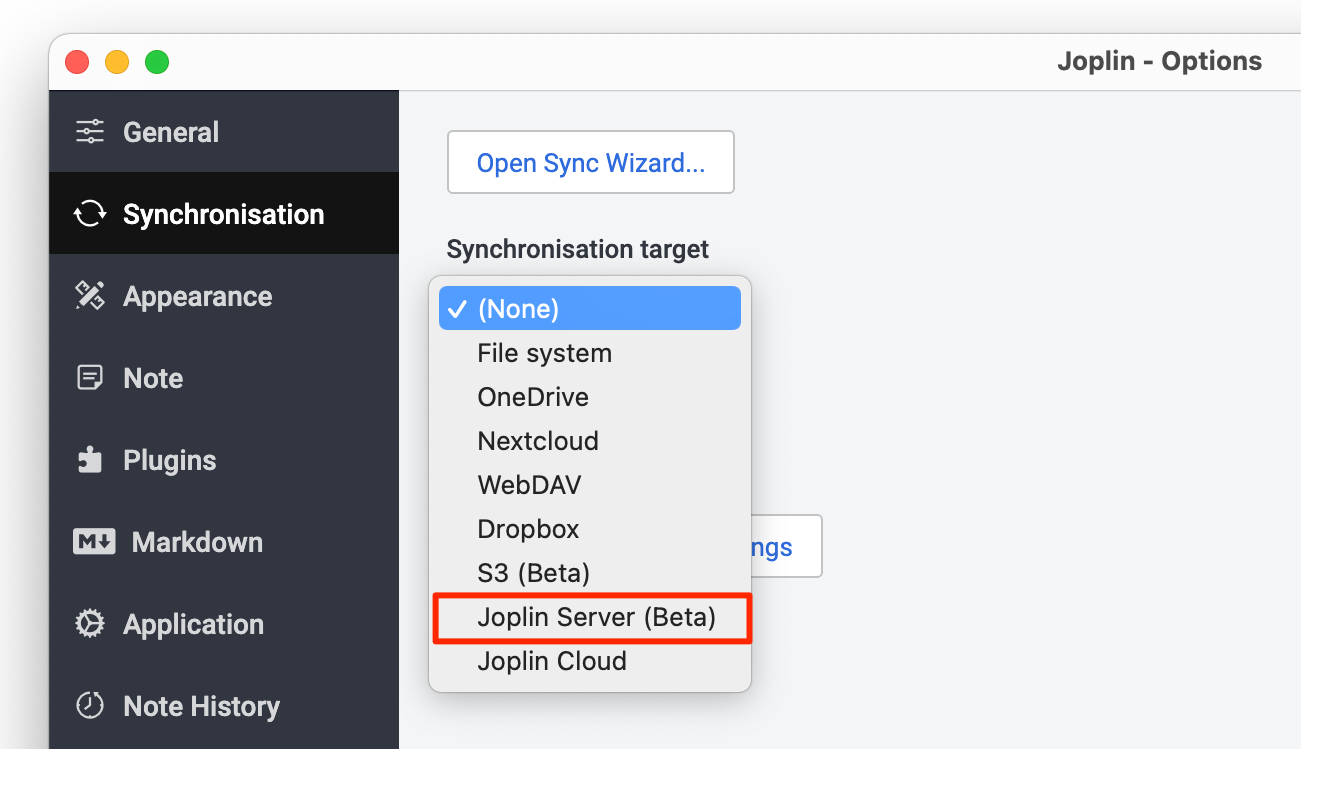 Joplin - Options
General
Synchronisation
Appearance
Note
Plugins
M
Markdown
Application
Note History
Open Sync Wizard...
Synchronisation target
✓ (None)
File system
OneDrive
Nextcloud
WebDAV
Dropbox
S3 (Beta)
Joplin Server (Beta)
Joplin Cloud
ngs